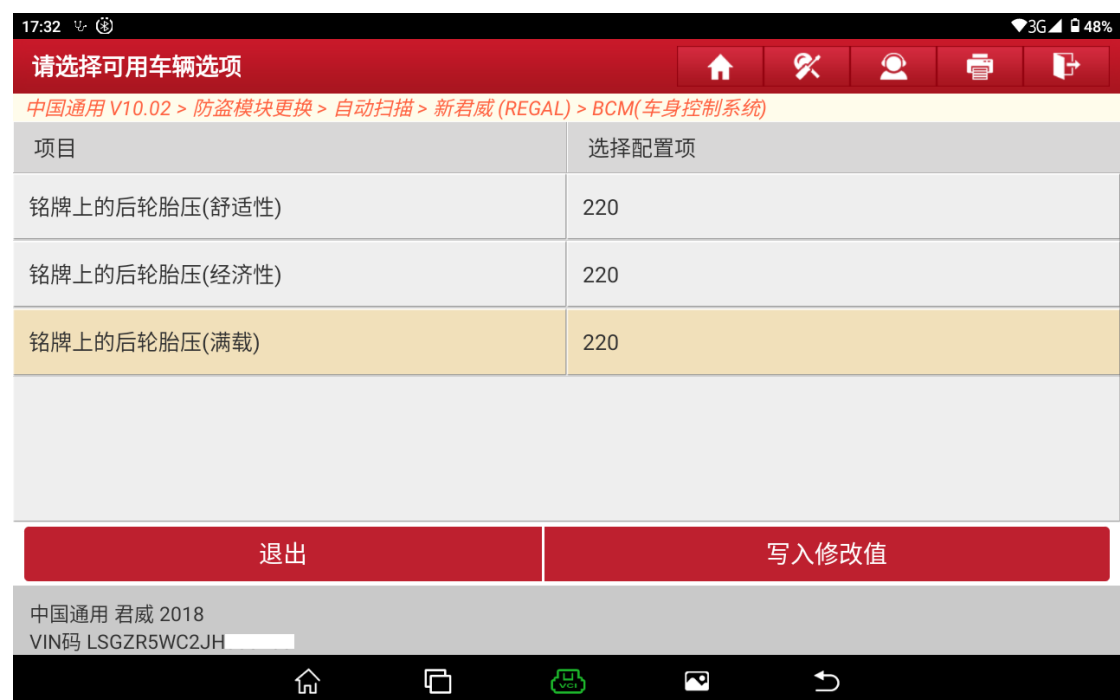 17:32 3G 48%
请选择可用车辆选项
中国通用 V10.02 > 防盗模块更换 > 自动扫描 > 新君威 (REGAL) > BCM(车身控制系统)
项目 选择配置项
铭牌上的后轮胎压(舒适性) 220
铭牌上的后轮胎压(经济性) 220
铭牌上的后轮胎压(满载) 220
退出 写入修改值
中国通用 君威 2018
VIN码 LSGZR5WC2JH
VCI